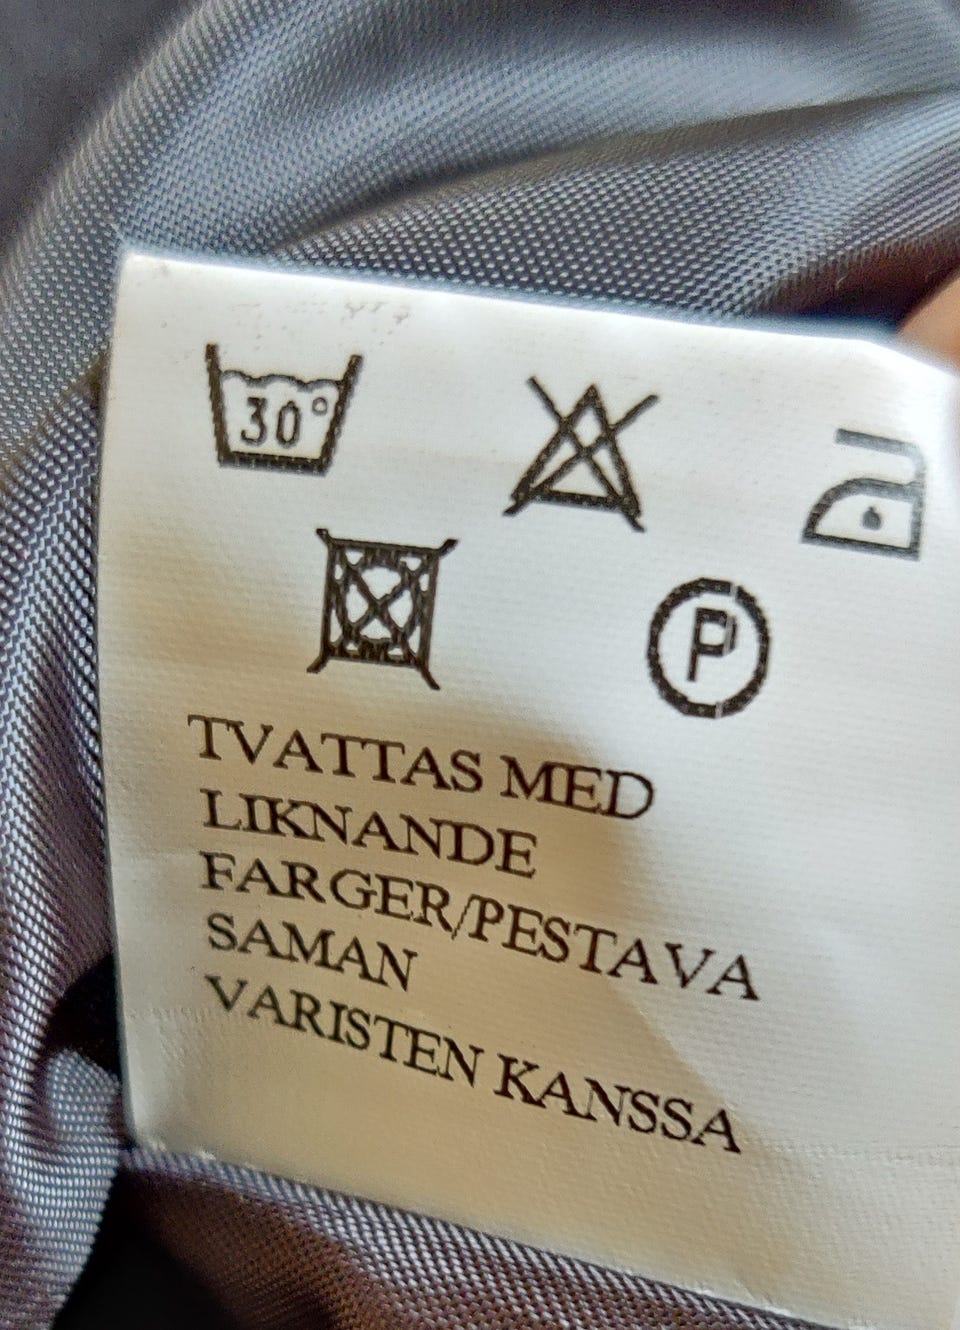 30°
P
TVATTAS MED
LIKNANDE
FARGER/PESTAVA
SAMAN
VARISTEN KANSSA